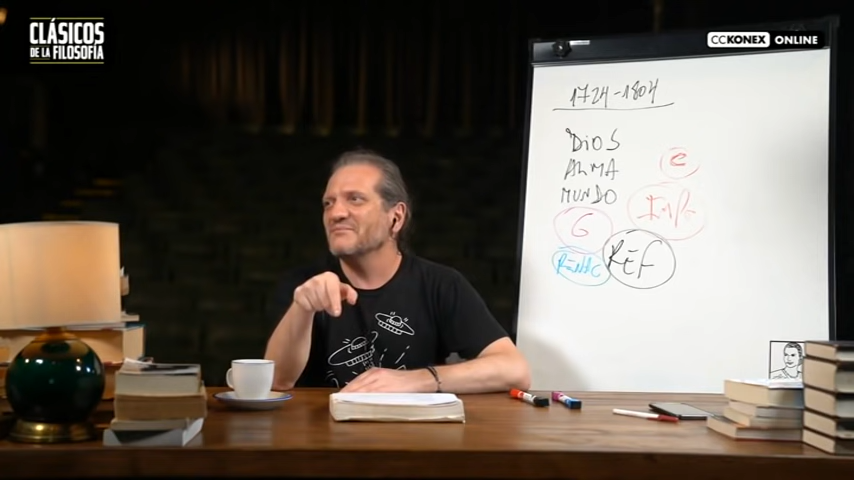 CLÁSICOS
DE LA FILOSOFÍA
CCKONEX ONLINE
1724-1804
DIOS
ALMA
MUNDO
e
G
REF